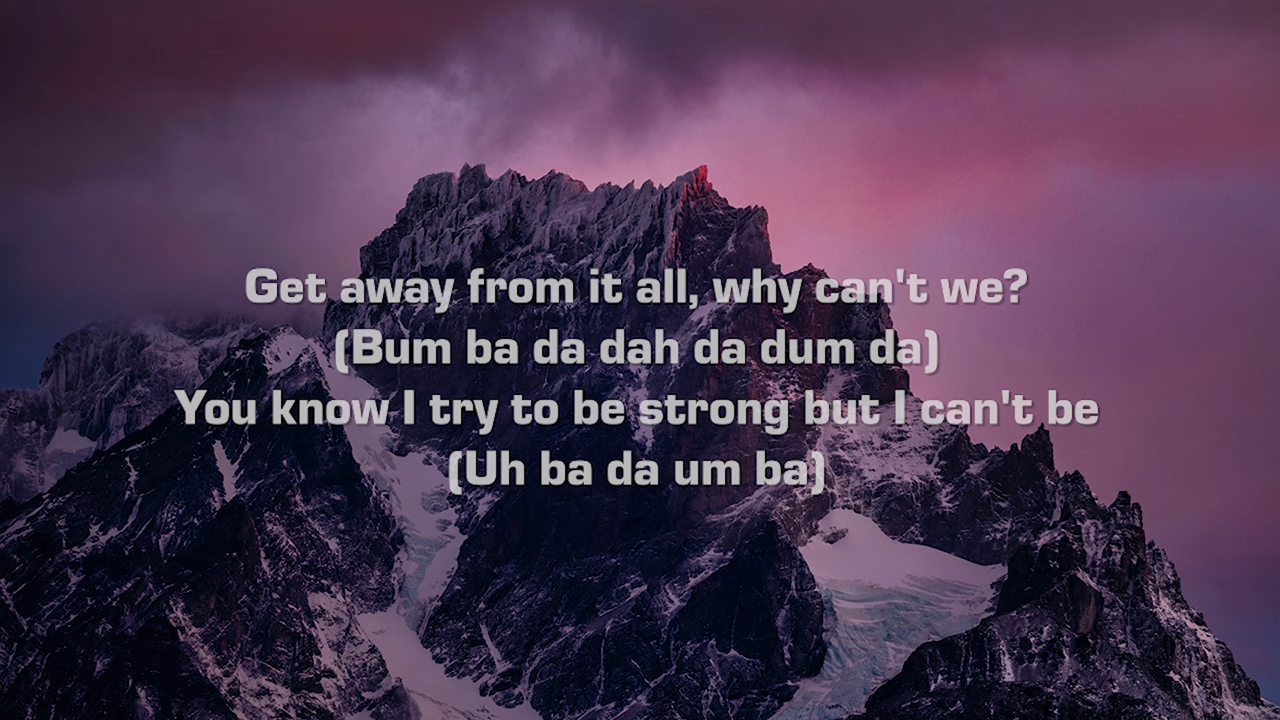 Get away from it all, why can't we?
(Bum ba da dah da dum da)
You know I try to be strong but I can't be
(Uh ba da um ba)